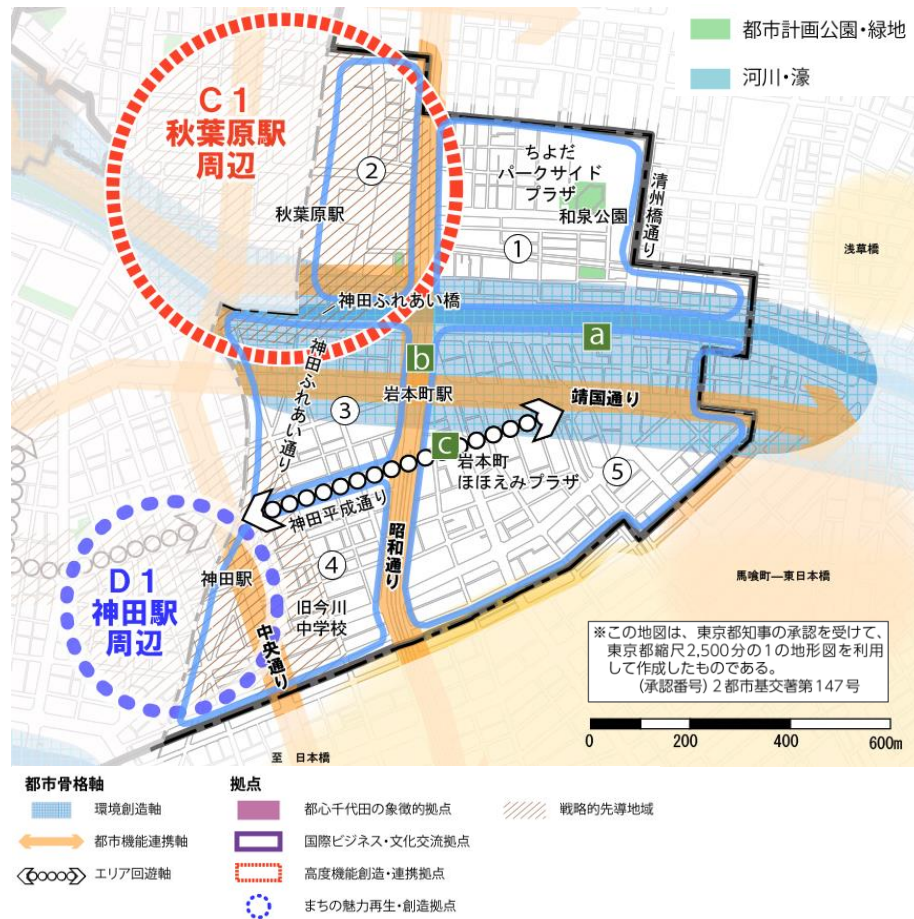 都市計画公園・緑地
河川・濠
C1
秋葉原駅
周辺
②
秋葉原駅
ちよだ
パークサイド
プラザ
和泉公園
清州橋通り
浅草橋
①
神田ふれあい橋
a
b
神田ふれあい通り
岩本町駅
靖国通り
③
c
岩本町
ほほえみプラザ
⑤
神田平成通り
昭和通り
④
神田駅
D1
神田駅
周辺
旧今川
中学校
中央通り
馬喰町―東日本橋
※この地図は、東京都知事の承認を受けて、
東京都縮尺2,500分の1の地形図を利用
して作成したものである。
(承認番号)2都市基交著第147号
0 200 400 600m
至 日本橋
都市骨格軸
環境創造軸
都市機能連携軸
エリア回遊軸
拠点
都心千代田の象徴的拠点
国際ビジネス・文化交流拠点
高度機能創造・連携拠点
まちの魅力再生・創造拠点
戦略的先導地域